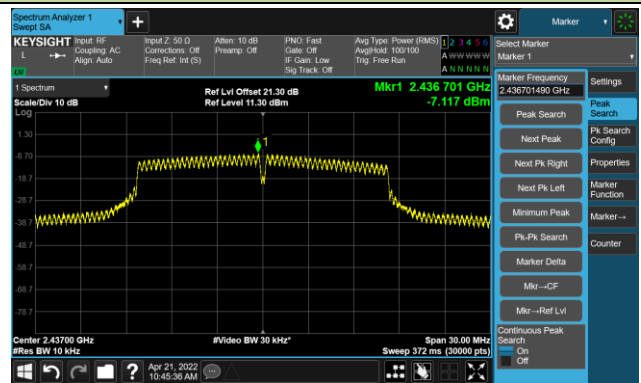 Spectrum Analyzer 1
Swept SA
Marker
KEYSIGHT
L
Input: RF
Coupling: AC
Align: Auto
Input Z: 50 Ω
Corrections: Off
Freq Ref: Int (S)
Atten: 10 dB
Preamp: Off
PNO: Fast
Gate: Off
IF Gain: Low
Sig Track: Off
Avg Type: Power (RMS)
Avg|Hold: 100/100
Trig: Free Run
1 2 3 4 5 6
A W W W W W
A N N N N N
Select Marker
Marker 1
1 Spectrum
Scale/Div 10 dB
Log
Ref Lvl Offset 21.30 dB
Ref Level 11.30 dBm
Mkr1 2.436 701 GHz
-7.117 dBm
1
1.30
-8.70
-18.7
-28.7
-38.7
-48.7
-58.7
-68.7
-78.7
Center 2.43700 GHz
#Res BW 10 kHz
#Video BW 30 kHz*
Span 30.00 MHz
Sweep 372 ms (30000 pts)
Marker Frequency
2.436701490 GHz
Peak Search
Next Peak
Next Pk Right
Next Pk Left
Minimum Peak
Pk-Pk Search
Marker Delta
Mkr→CF
Mkr→Ref Lvl
Continuous Peak
Search
On
Off
Settings
Peak
Search
Pk Search
Config
Properties
Marker
Function
Marker→
Counter
Apr 21, 2022
10:45:36 AM